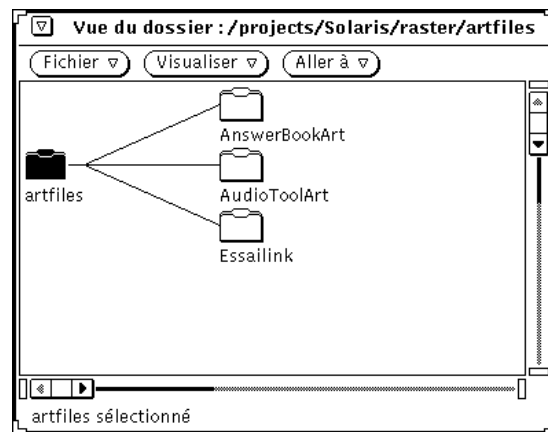 Vue du dossier : /projects/Solaris/raster/artfiles
Fichier Visualiser Aller à
AnswerBookArt
artfiles
AudioToolArt
Essailink
artfiles sélectionné